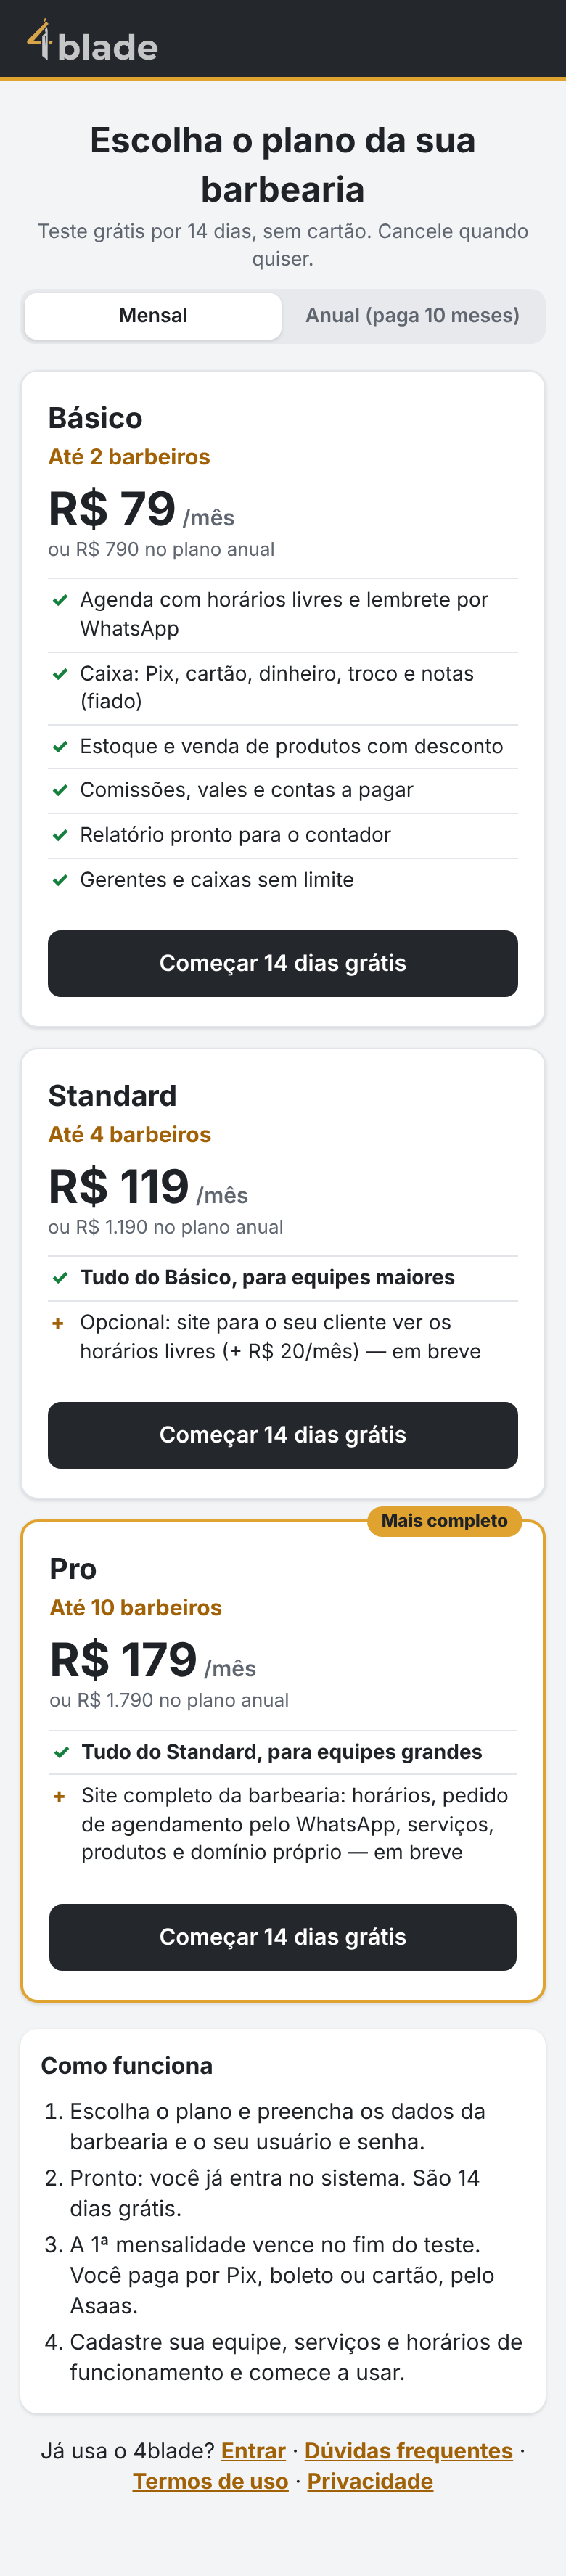 4blade
Escolha o plano da sua
barbearia
Teste grátis por 14 dias, sem cartão. Cancele quando
quiser.
Mensal
Anual (paga 10 meses)
Básico
Até 2 barbeiros
R$ 79 /mês
ou R$ 790 no plano anual
✓ Agenda com horários livres e lembrete por
WhatsApp
✓ Caixa: Pix, cartão, dinheiro, troco e notas
(fiado)
✓ Estoque e venda de produtos com desconto
✓ Comissões, vales e contas a pagar
✓ Relatório pronto para o contador
✓ Gerentes e caixas sem limite
Começar 14 dias grátis
Standard
Até 4 barbeiros
R$ 119 /mês
ou R$ 1.190 no plano anual
✓ Tudo do Básico, para equipes maiores
+ Opcional: site para o seu cliente ver os
horários livres (+ R$ 20/mês) — em breve
Começar 14 dias grátis
Mais completo
Pro
Até 10 barbeiros
R$ 179 /mês
ou R$ 1.790 no plano anual
✓ Tudo do Standard, para equipes grandes
+ Site completo da barbearia: horários, pedido
de agendamento pelo WhatsApp, serviços,
produtos e domínio próprio — em breve
Começar 14 dias grátis
Como funciona
1. Escolha o plano e preencha os dados da
barbearia e o seu usuário e senha.
2. Pronto: você já entra no sistema. São 14
dias grátis.
3. A 1ª mensalidade vence no fim do teste.
Você paga por Pix, boleto ou cartão, pelo
Asaas.
4. Cadastre sua equipe, serviços e horários de
funcionamento e comece a usar.
Já usa o 4blade? Entrar · Dúvidas frequentes ·
Termos de uso · Privacidade